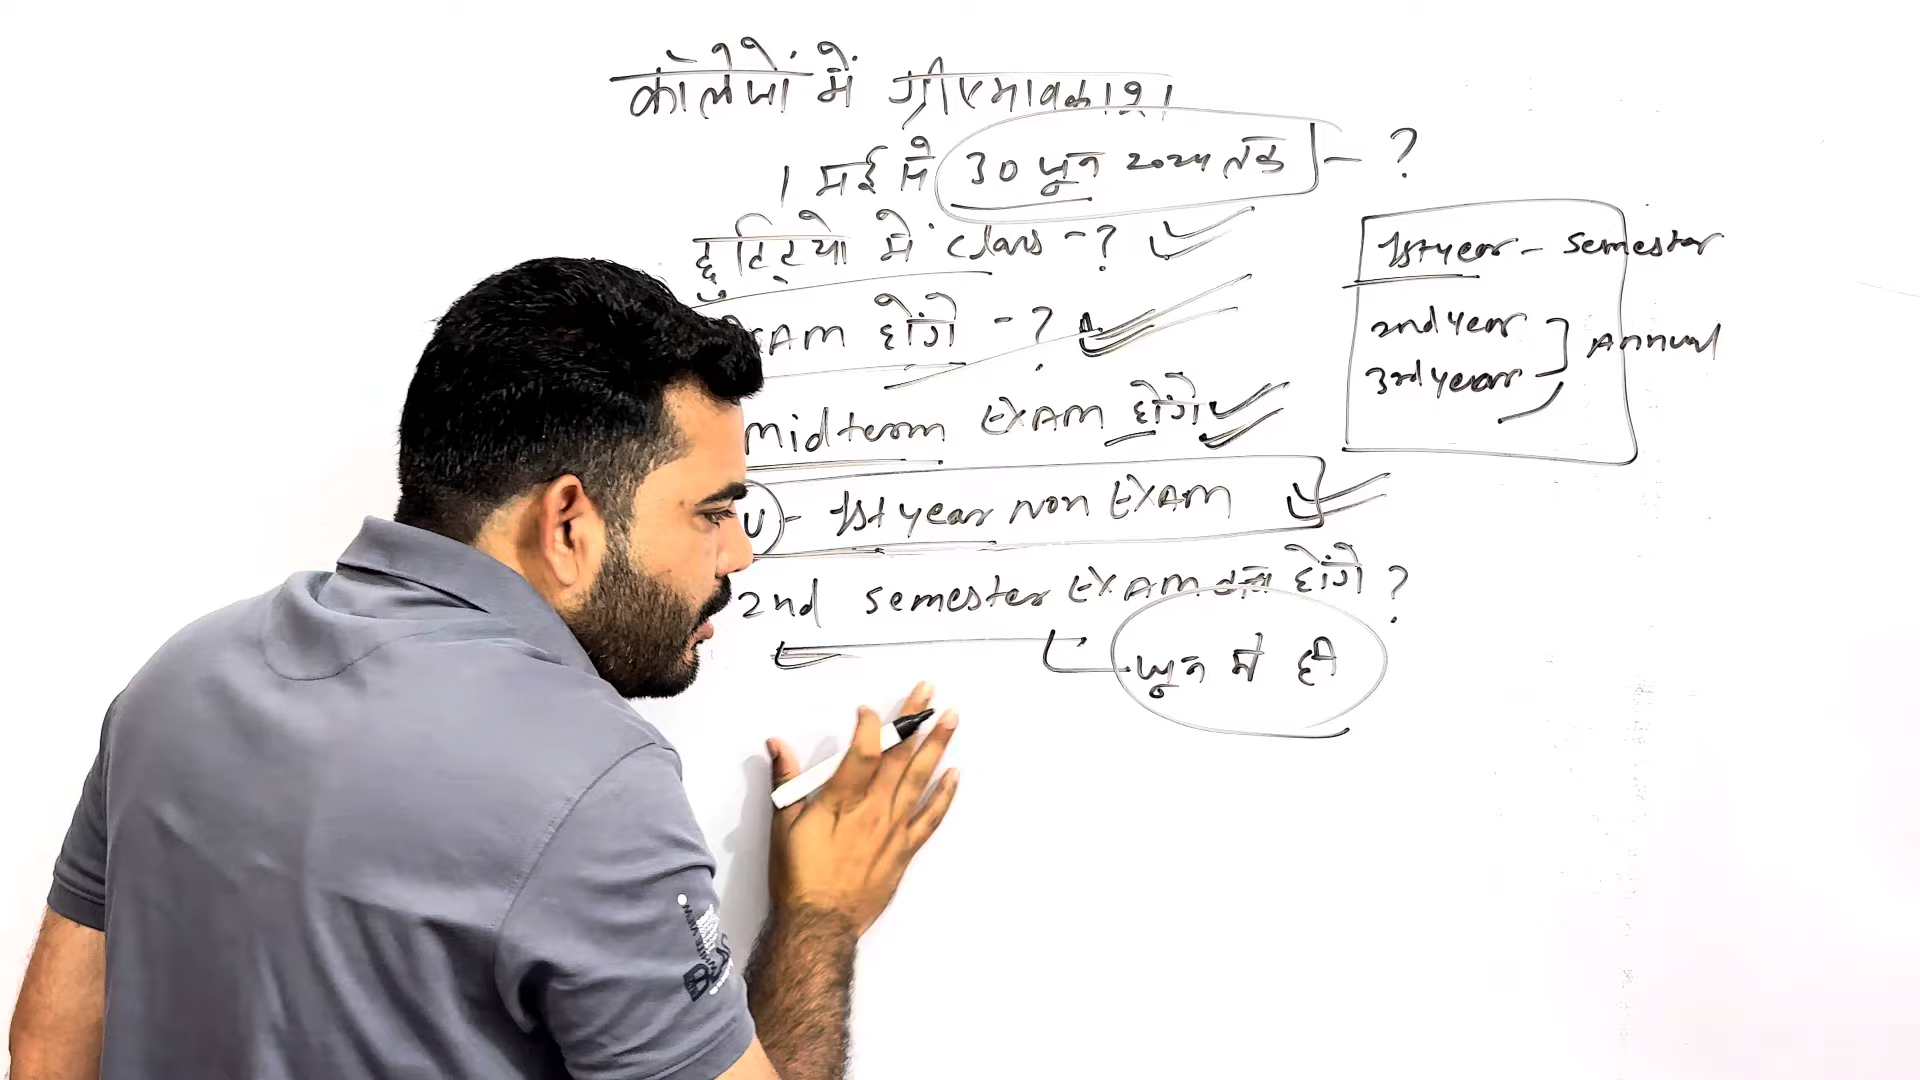 कॉलेजों में ग्रीष्मावकाश।
1 मई से 30 जून 2024 तक - ?
छुट्टियों में class - ?
EXAM होंगे - ?
midterm EXAM होंगे
U - 1st year non EXAM
2nd semester EXAM कब होंगे ?
जून में ही
1st year - semester
2nd year
3rd year
Annual